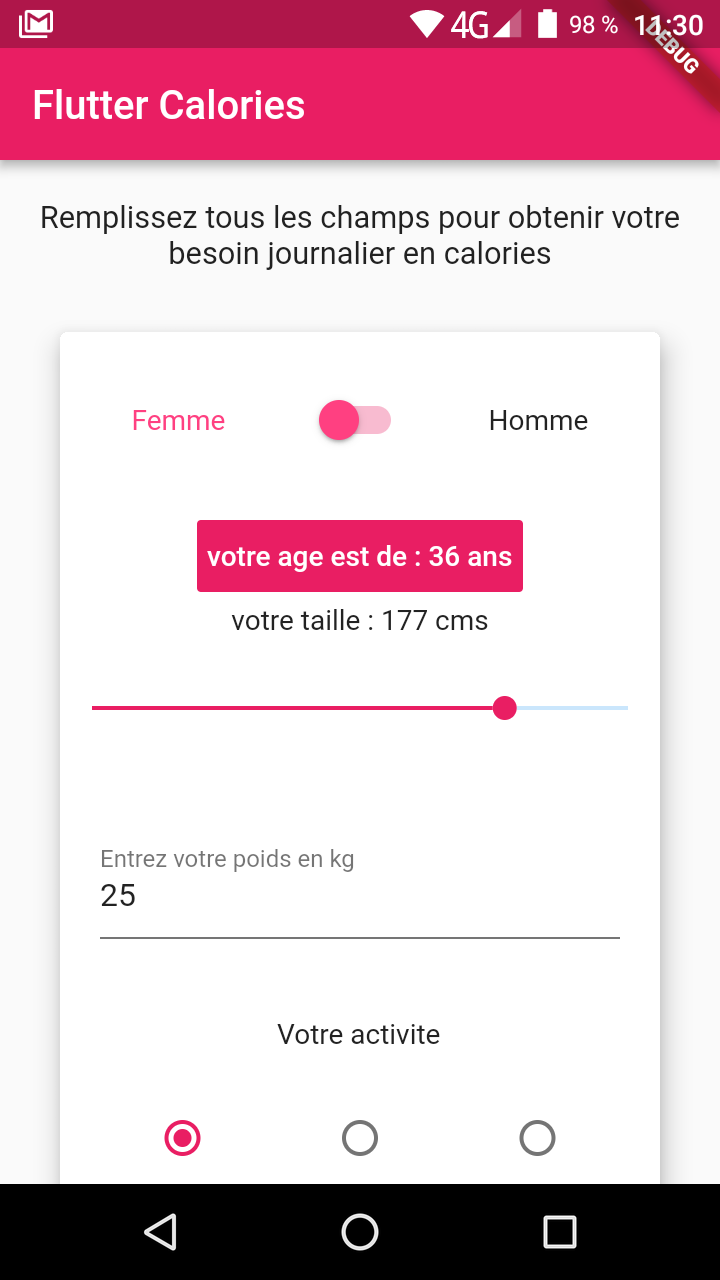 4G 98 % 11:30
DEBUG
Flutter Calories
Remplissez tous les champs pour obtenir votre
besoin journalier en calories
Femme Homme
votre age est de : 36 ans
votre taille : 177 cms
Entrez votre poids en kg
25
Votre activite